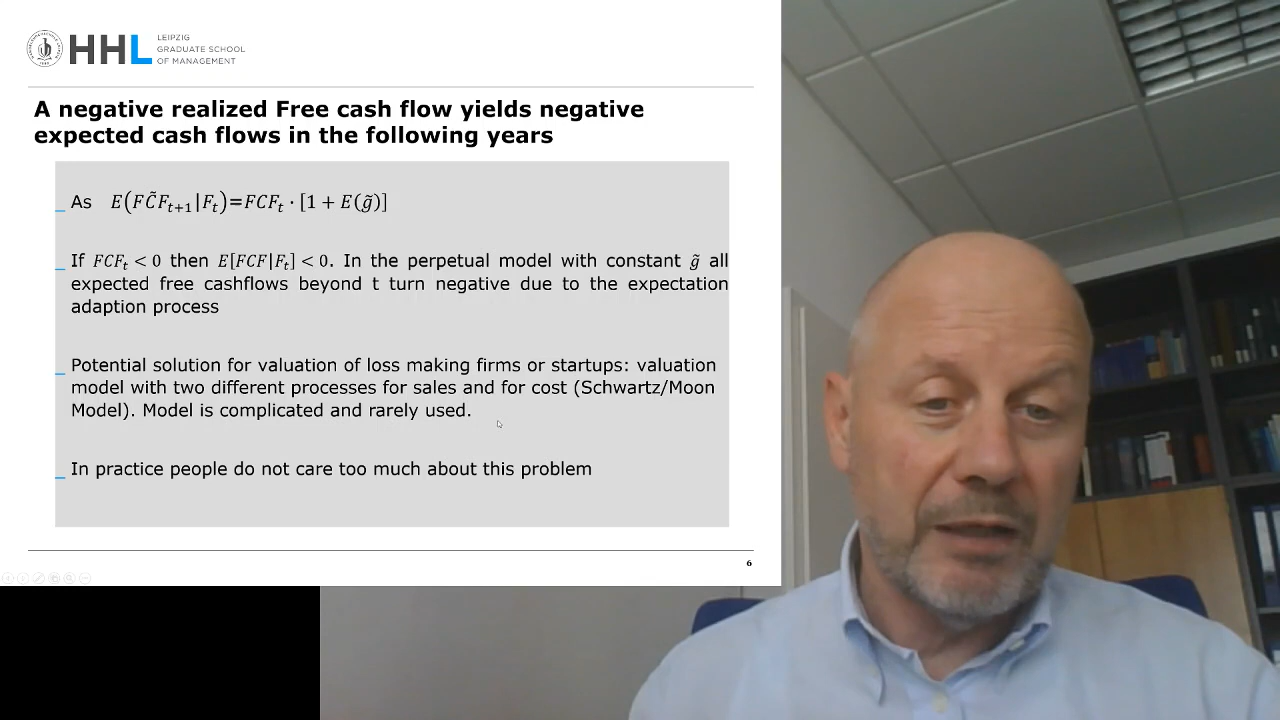 HHL
LEIPZIG
GRADUATE SCHOOL
OF MANAGEMENT
A negative realized Free cash flow yields negative
expected cash flows in the following years
_ As E(FC̃F_{t+1}|F_t)=FCF_t · [1 + E(g̃)]
_ If FCF_t < 0 then E[FCF|F_t] < 0. In the perpetual model with constant g̃ all
expected free cashflows beyond t turn negative due to the expectation
adaption process
_ Potential solution for valuation of loss making firms or startups: valuation
model with two different processes for sales and for cost (Schwartz/Moon
Model). Model is complicated and rarely used.
_ In practice people do not care too much about this problem
6